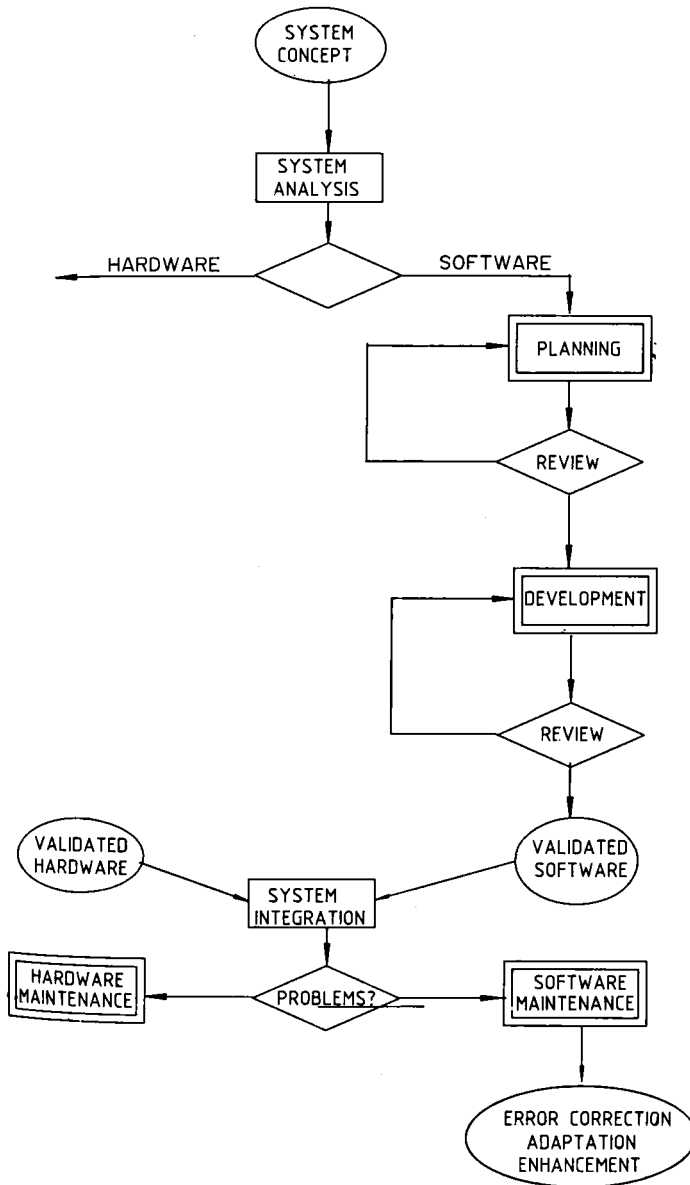 SYSTEM
CONCEPT
SYSTEM
ANALYSIS
HARDWARE
SOFTWARE
PLANNING
REVIEW
DEVELOPMENT
REVIEW
VALIDATED
HARDWARE
VALIDATED
SOFTWARE
SYSTEM
INTEGRATION
HARDWARE
MAINTENANCE
PROBLEMS?
SOFTWARE
MAINTENANCE
ERROR CORRECTION
ADAPTATION
ENHANCEMENT